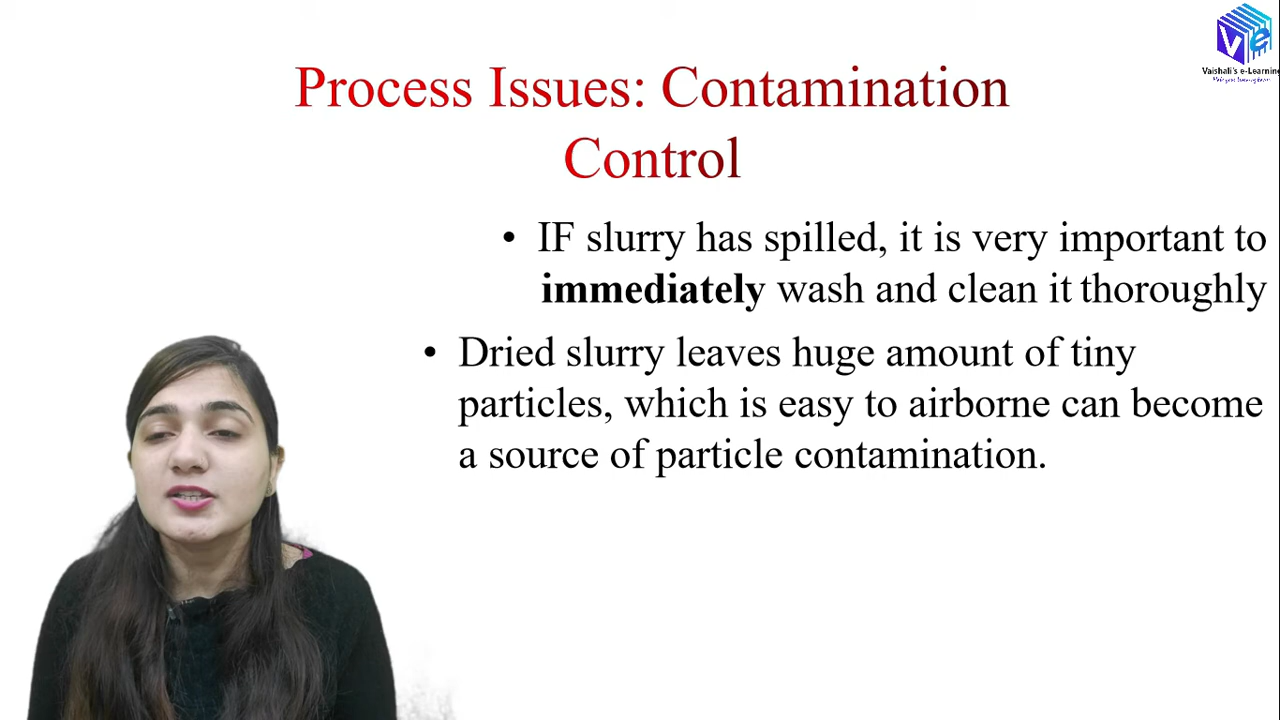 Vaishali's e-Learning
Process Issues: Contamination
Control
• IF slurry has spilled, it is very important to
immediately wash and clean it thoroughly
• Dried slurry leaves huge amount of tiny
particles, which is easy to airborne can become
a source of particle contamination.